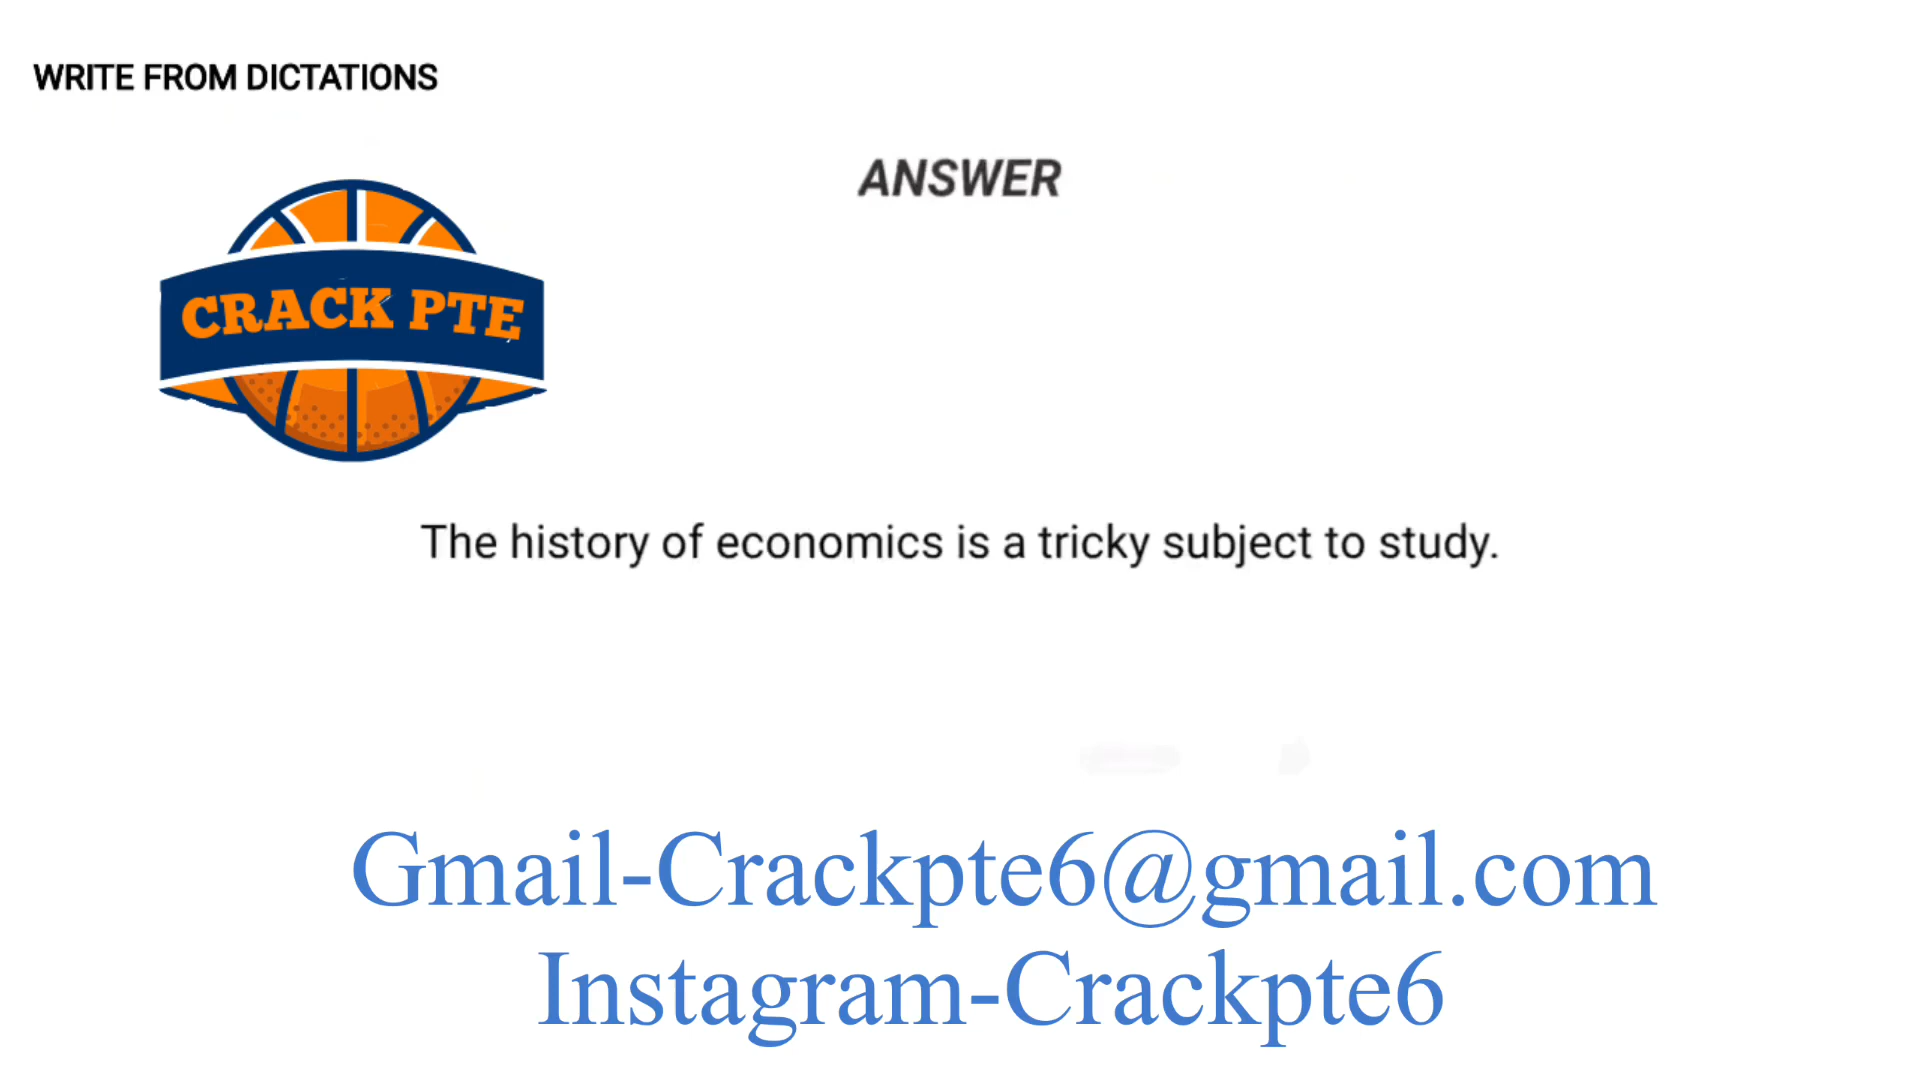 WRITE FROM DICTATIONS
ANSWER
CRACK PTE
The history of economics is a tricky subject to study.
Gmail-Crackpte6@gmail.com
Instagram-Crackpte6